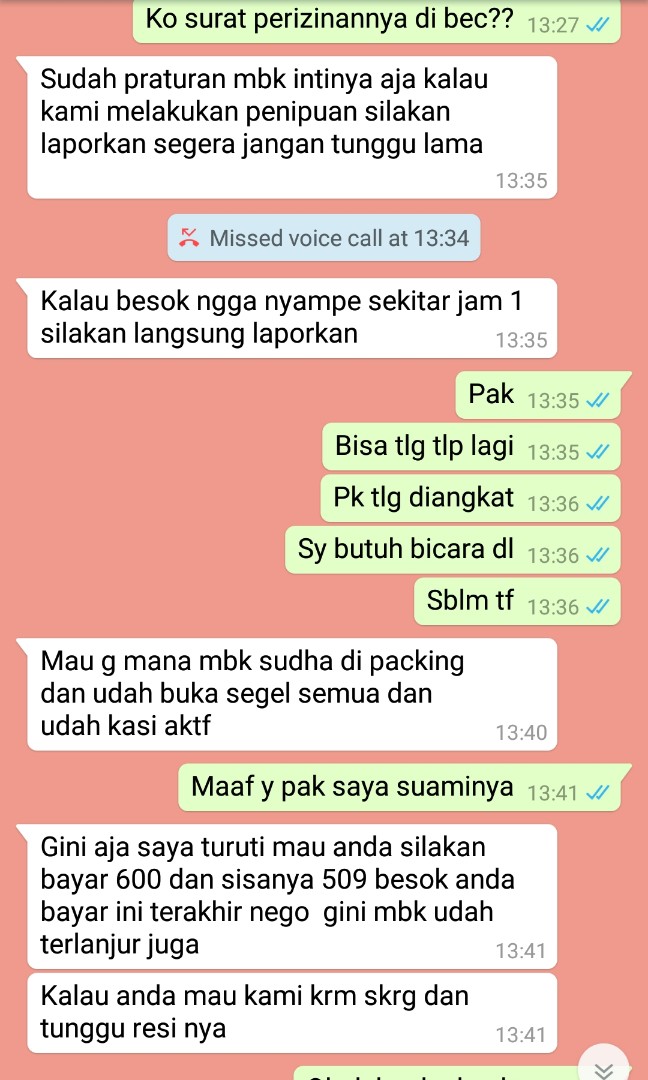 Ko surat perizinannya di bec?? 13:27
Sudah praturan mbk intinya aja kalau
kami melakukan penipuan silakan
laporkan segera jangan tunggu lama
13:35
Missed voice call at 13:34
Kalau besok ngga nyampe sekitar jam 1
silakan langsung laporkan 13:35
Pak 13:35
Bisa tlg tlp lagi 13:35
Pk tlg diangkat 13:36
Sy butuh bicara dl 13:36
Sblm tf 13:36
Mau g mana mbk sudha di packing
dan udah buka segel semua dan
udah kasi aktf 13:40
Maaf y pak saya suaminya 13:41
Gini aja saya turuti mau anda silakan
bayar 600 dan sisanya 509 besok anda
bayar ini terakhir nego gini mbk udah
terlanjur juga 13:41
Kalau anda mau kami krm skrg dan
tunggu resi nya 13:41